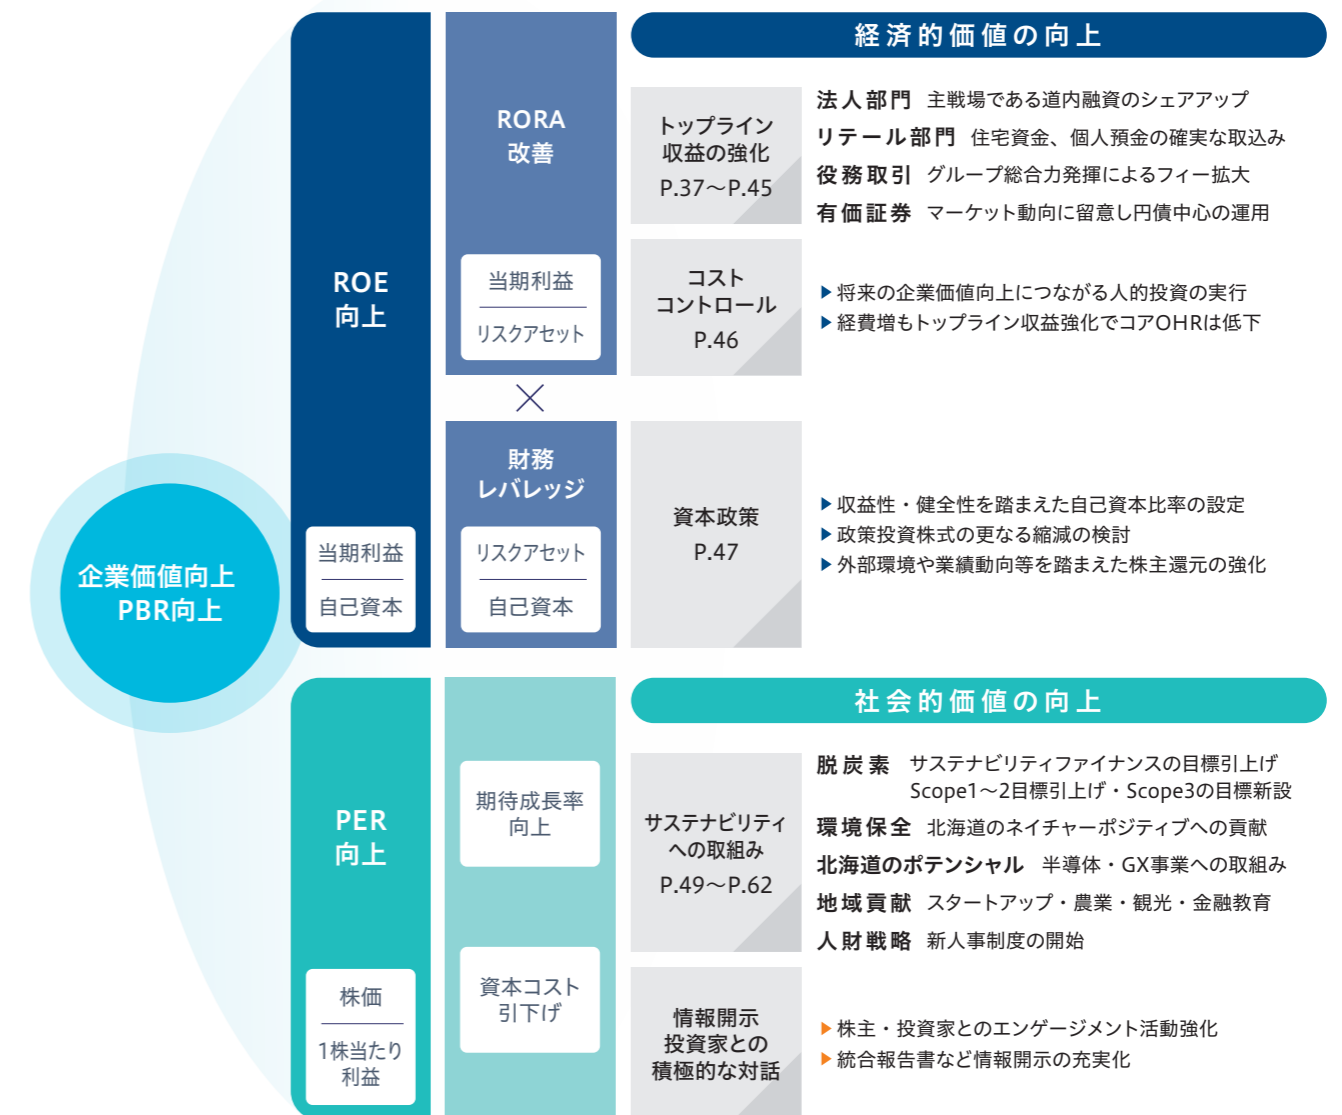 企業価値向上
PBR向上
ROE
向上
当期利益
自己資本
RORA
改善
当期利益
リスクアセット
×
財務
レバレッジ
リスクアセット
自己資本
経済的価値の向上
トップライン
収益の強化
P.37～P.45
法人部門 主戦場である道内融資のシェアアップ
リテール部門 住宅資金、個人預金の確実な取込み
役務取引 グループ総合力発揮によるフィー拡大
有価証券 マーケット動向に留意し円債中心の運用
コスト
コントロール
P.46
▶将来の企業価値向上につながる人的投資の実行
▶経費増もトップライン収益強化でコアOHRは低下
資本政策
P.47
▶収益性・健全性を踏まえた自己資本比率の設定
▶政策投資株式の更なる縮減の検討
▶外部環境や業績動向等を踏まえた株主還元の強化
PER
向上
株価
1株当たり
利益
期待成長率
向上
資本コスト
引下げ
社会的価値の向上
サステナビリティ
への取組み
P.49～P.62
脱炭素 サステナビリティファイナンスの目標引上げ
Scope1～2目標引上げ・Scope3の目標新設
環境保全 北海道のネイチャーポジティブへの貢献
北海道のポテンシャル 半導体・GX事業への取組み
地域貢献 スタートアップ・農業・観光・金融教育
人財戦略 新人事制度の開始
情報開示
投資家との
積極的な対話
▶株主・投資家とのエンゲージメント活動強化
▶統合報告書など情報開示の充実化